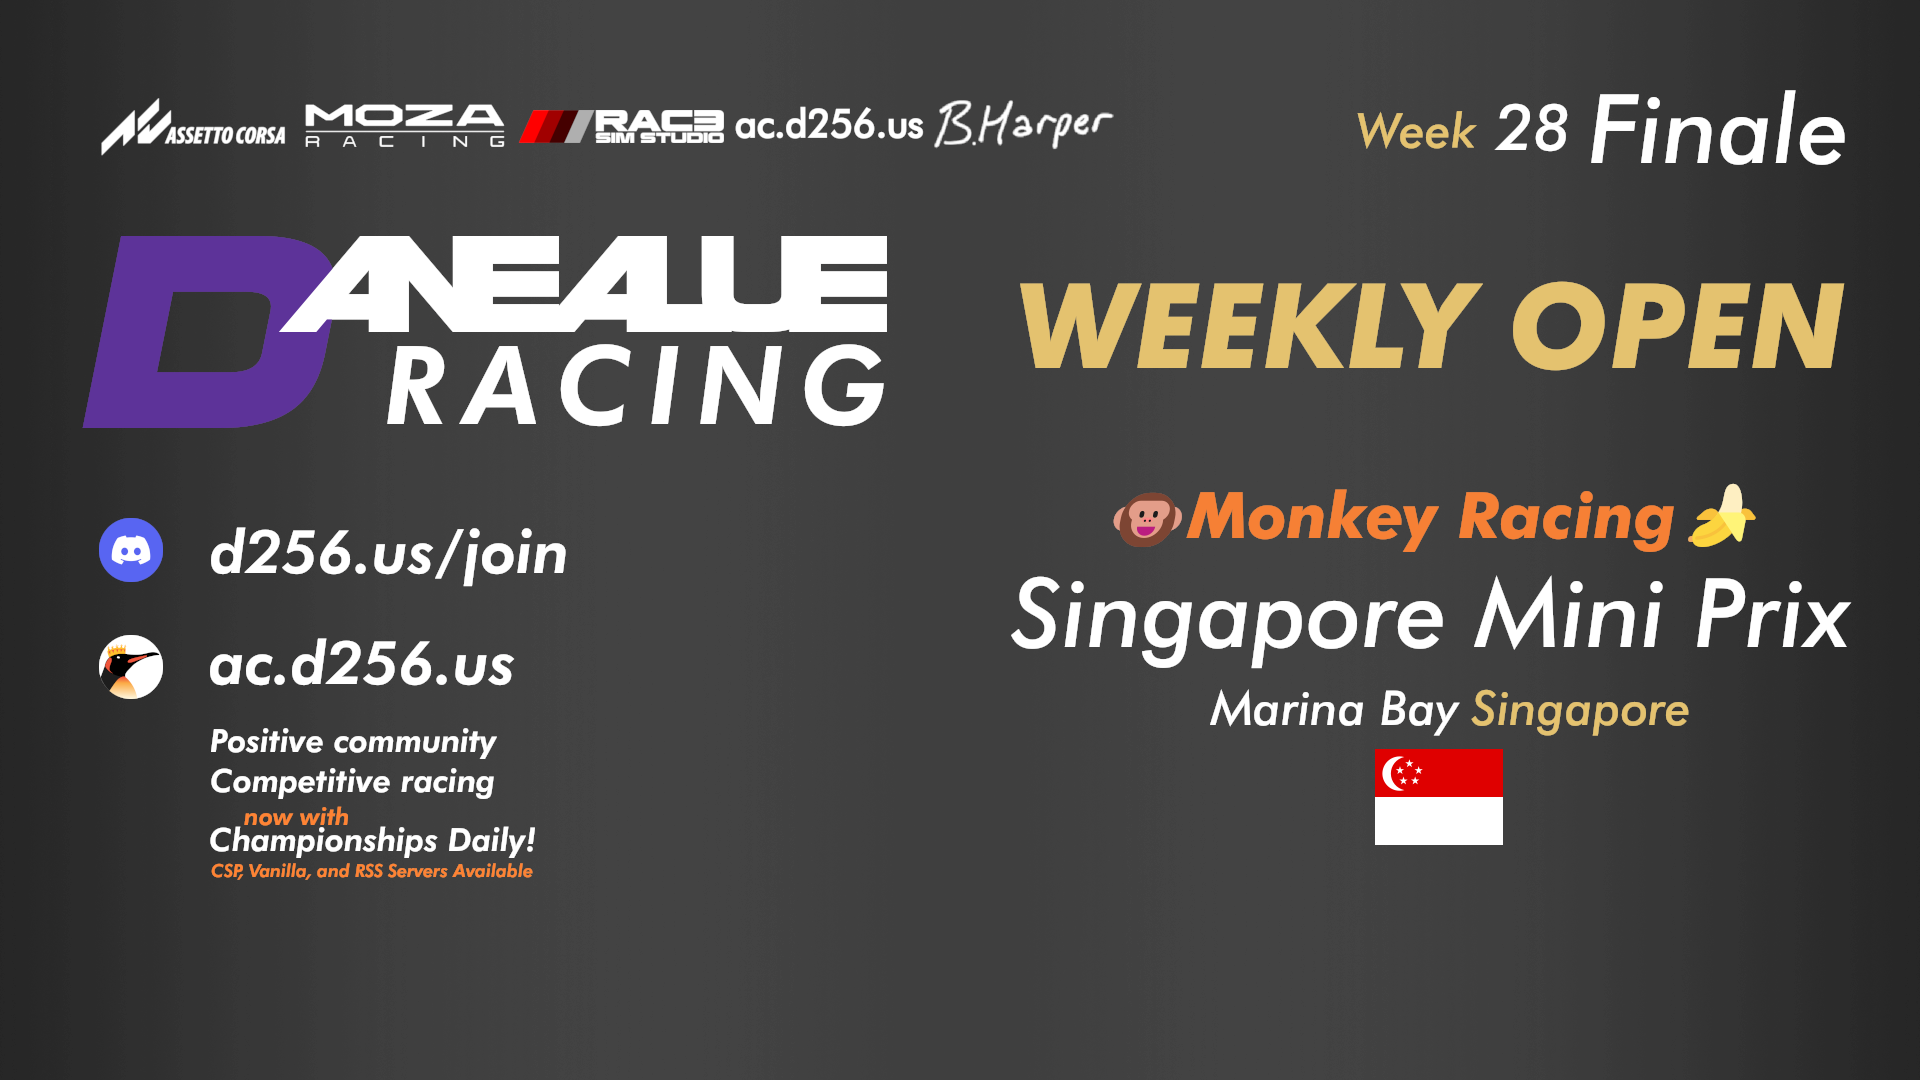 ASSETTO CORSA MOZA RACING RAC3 SIM STUDIO ac.d256.us B.Harper
Week 28 Finale
DANEALUE
RACING
WEEKLY OPEN
d256.us/join
ac.d256.us
Positive community
Competitive racing
now with
Championships Daily!
CSP, Vanilla, and RSS Servers Available
Monkey Racing
Singapore Mini Prix
Marina Bay Singapore